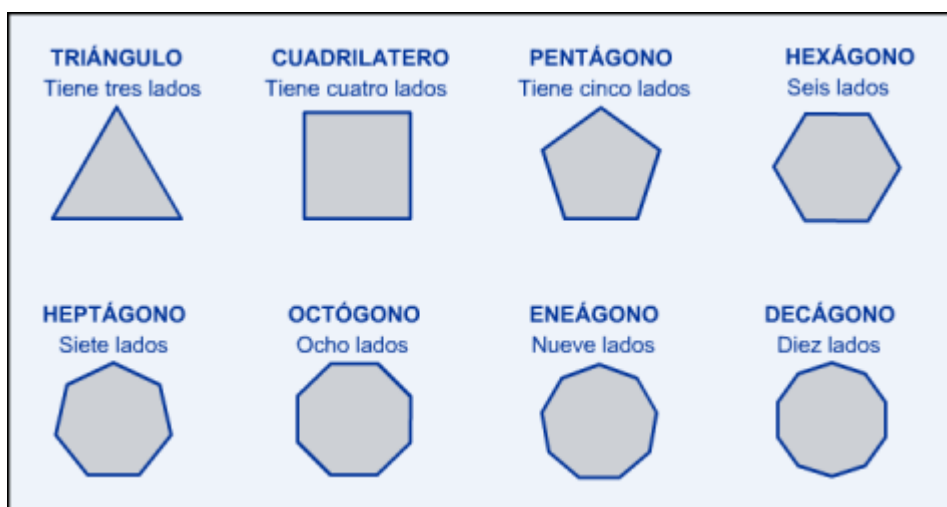 TRIÁNGULO
Tiene tres lados
CUADRILATERO
Tiene cuatro lados
PENTÁGONO
Tiene cinco lados
HEXÁGONO
Seis lados
HEPTÁGONO
Siete lados
OCTÓGONO
Ocho lados
ENEÁGONO
Nueve lados
DECÁGONO
Diez lados